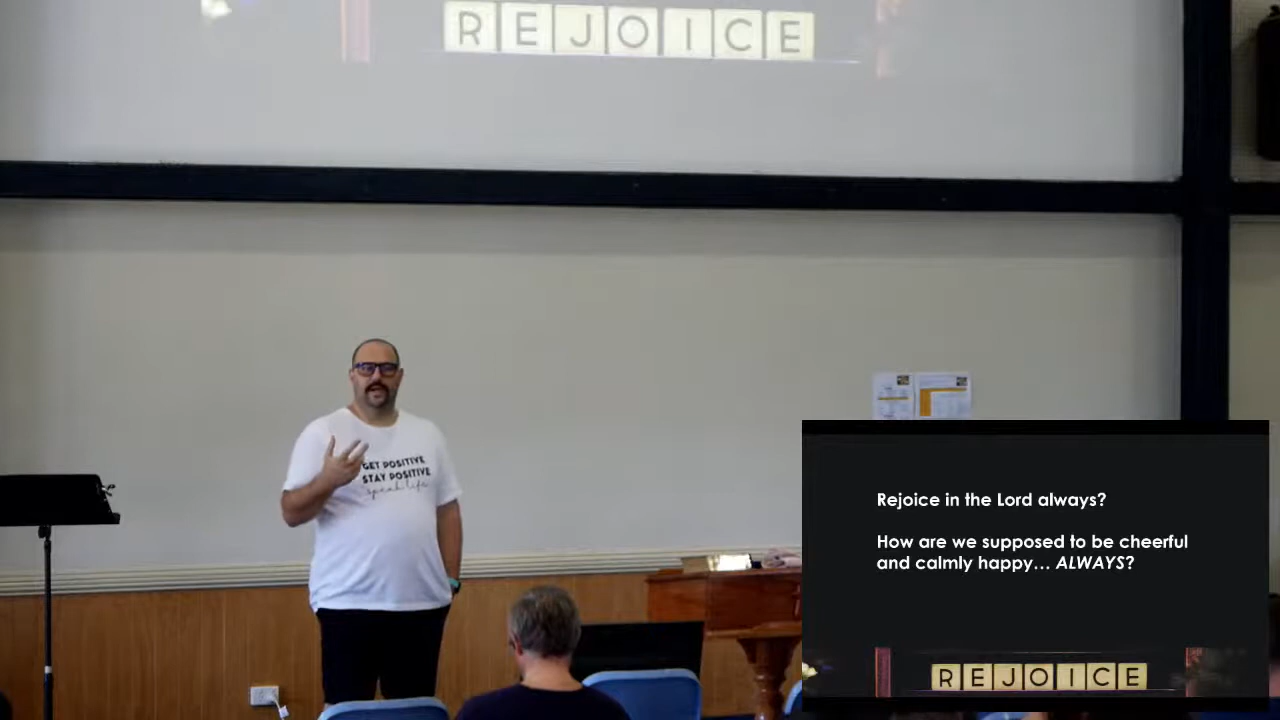 REJOICE
GET POSITIVE
STAY POSITIVE
speak life
Rejoice in the Lord always?
How are we supposed to be cheerful
and calmly happy... ALWAYS?
REJOICE